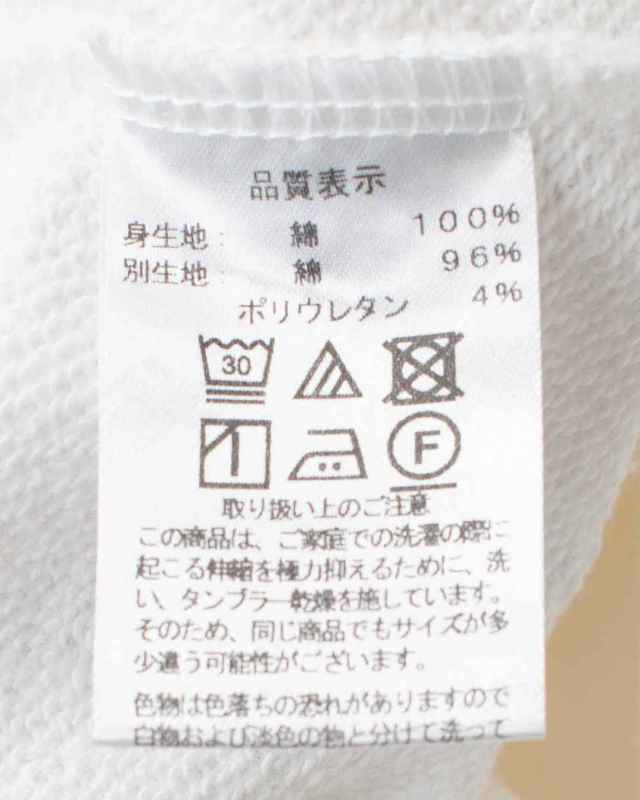 品質表示
身生地： 綿 100%
別生地： 綿 96%
ポリウレタン 4%
30
F
取り扱い上のご注意
この商品は、ご家庭での洗濯の際に
起こる伸縮を極力抑えるために、洗
い、タンブラー乾燥を施しています。
そのため、同じ商品でもサイズが多
少違う可能性がございます。
色物は色落ちの恐れがありますので
白物および淡色の物と分けて洗って